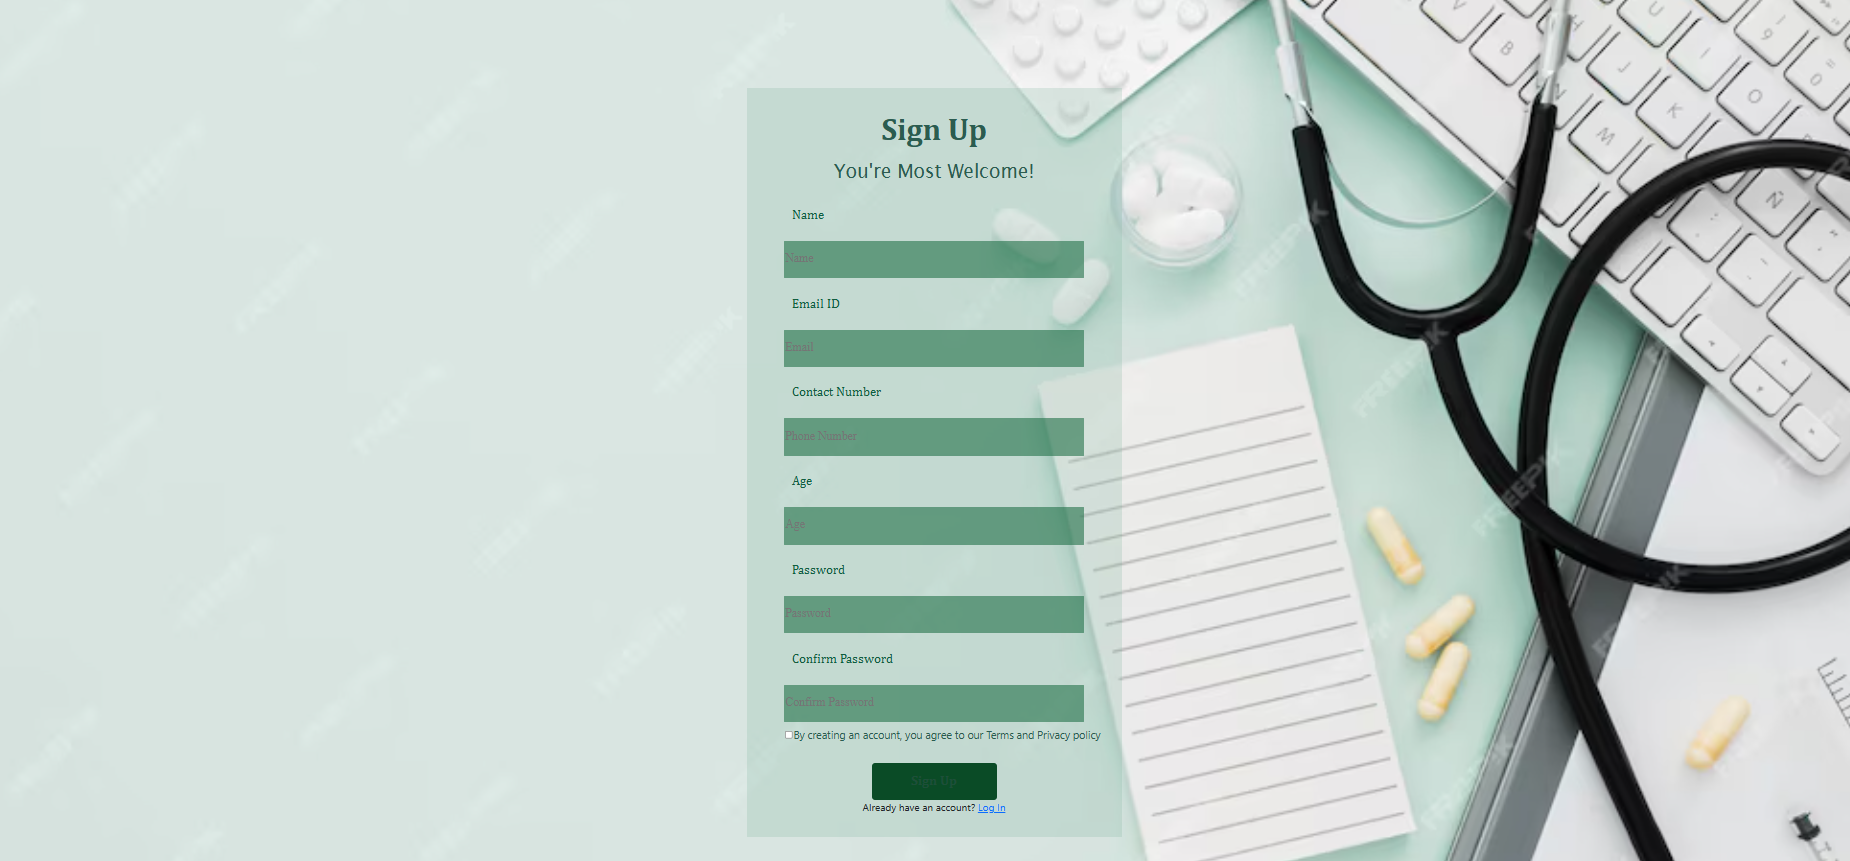 Sign Up
You're Most Welcome!
Name
Name
Email ID
Email
Contact Number
Phone Number
Age
Age
Password
Password
Confirm Password
Confirm Password
By creating an account, you agree to our Terms and Privacy policy
Sign Up
Already have an account? Log In
FREEPIK